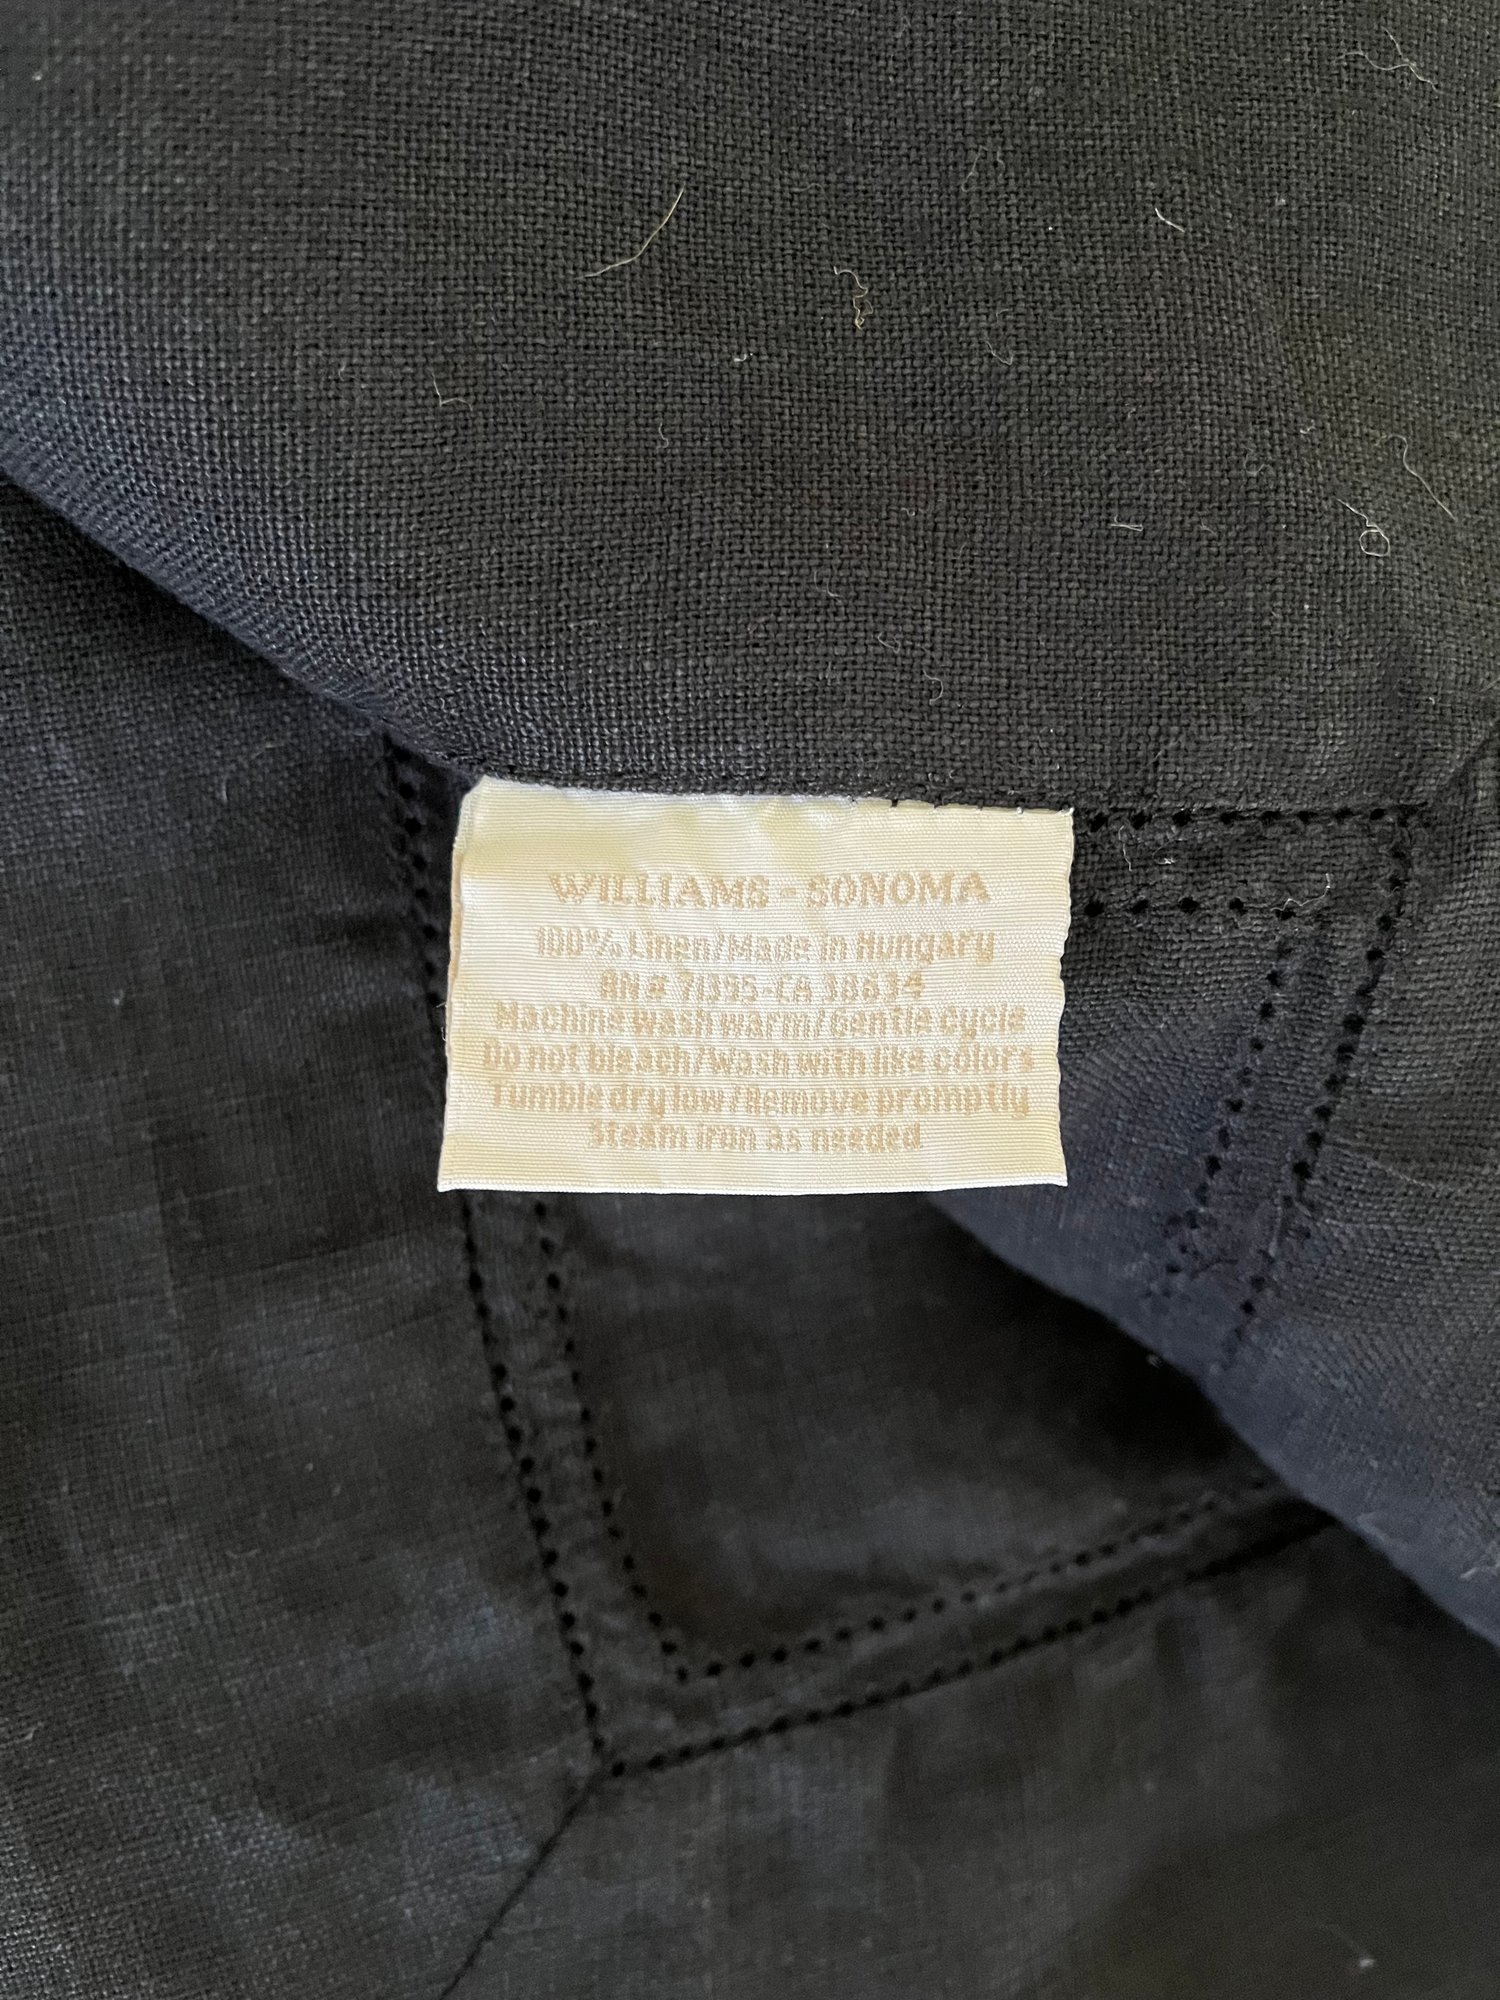 WILLIAMS - SONOMA
100% Linen/Made in Hungary
RN# 71395-CA 38634
Machine wash warm/Gentle cycle
Do not bleach/Wash with like colors
Tumble dry low/Remove promptly
Steam iron as needed